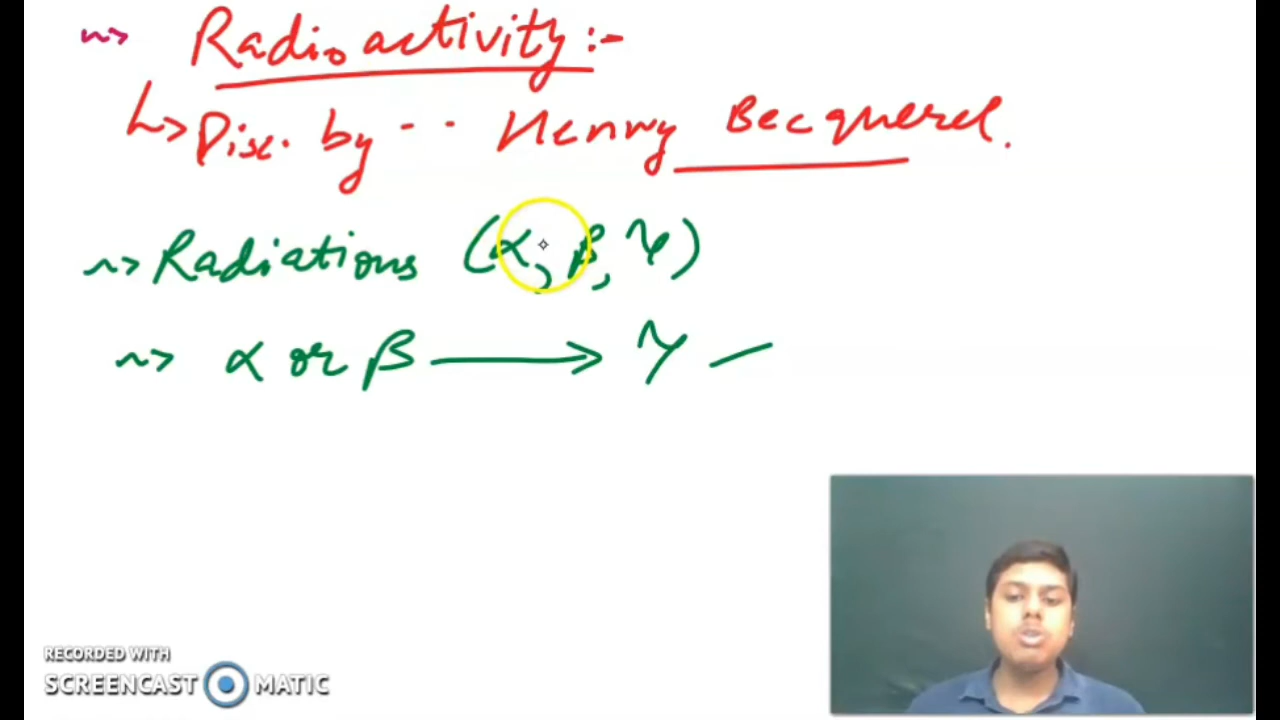 ~> Radioactivity :-
↳> Disc. by -- Henry Becquerel.
~> Radiations (α, β, γ)
~> α or β ⟶ γ –
RECORDED WITH
SCREENCAST MATIC